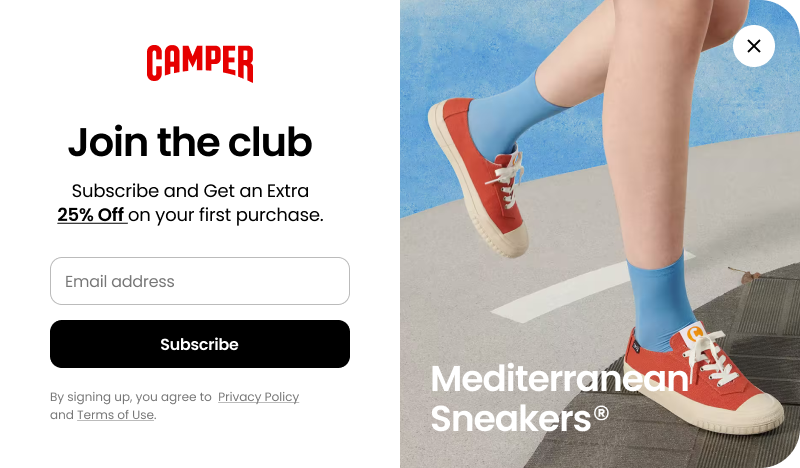 CAMPER
Join the club
Subscribe and Get an Extra
25% Off on your first purchase.
Email address
Subscribe
By signing up, you agree to Privacy Policy
and Terms of Use.
Mediterranean
Sneakers®